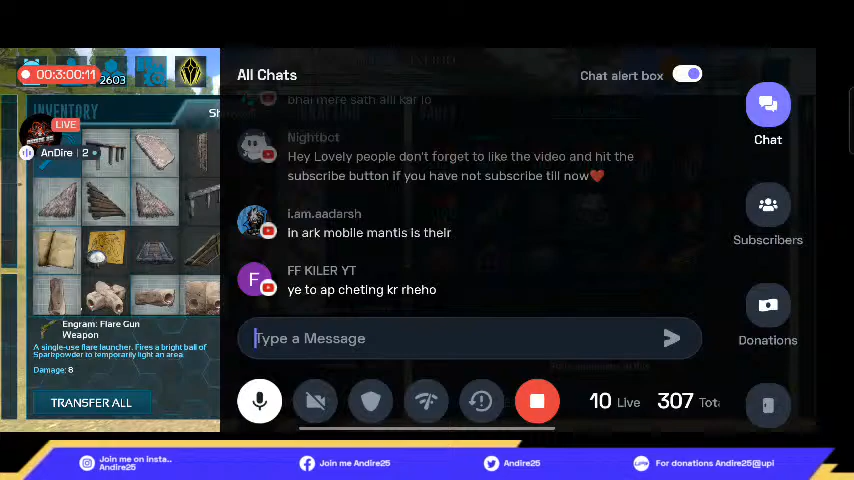 00:3:00:11
2603
INVENTORY
Sh
LIVE
AnDire | 2
Engram: Flare Gun
Weapon
A single-use flare launcher. Fires a bright ball of
Sparkpowder to temporarily light an area.
Damage: 8
TRANSFER ALL
All Chats
Chat alert box
bhai mere sath alll kar lo
Nightbot
Hey Lovely people don't forget to like the video and hit the
subscribe button if you have not subscribe till now❤️
i.am.aadarsh
in ark mobile mantis is their
F
FF KILER YT
ye to ap cheting kr rheho
Type a Message
10 Live 307 Tot
Chat
Subscribers
Donations
Join me on insta..
Andire25
Join me Andire25
Andire25
UPI
For donations Andire25@upi